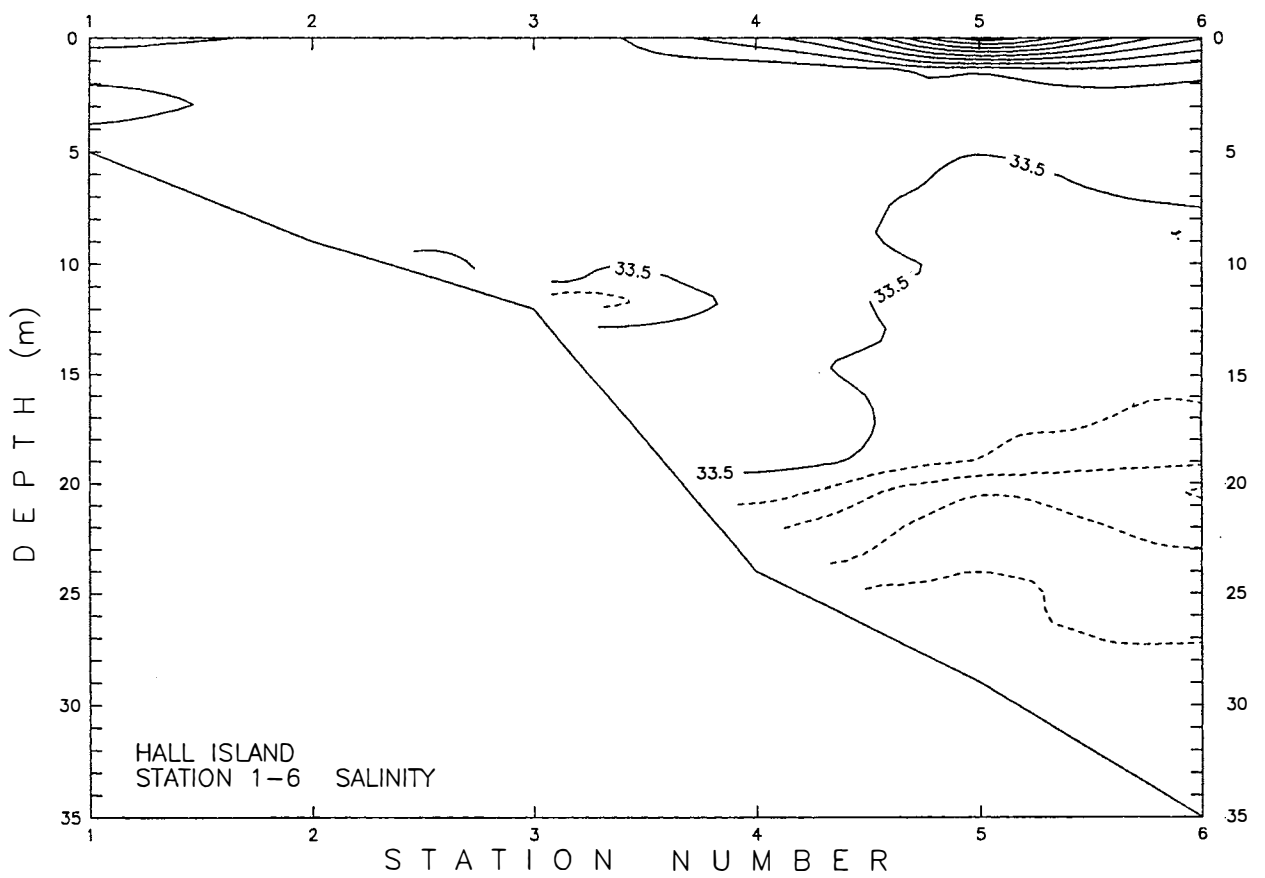 1 2 3 4 5 6
0 0
5 5
33.5
10 10
33.5
33.5
15 15
33.5
20 20
25 25
30 30
35 35
DEPTH (m)
HALL ISLAND
STATION 1-6 SALINITY
1 2 3 4 5 6
STATION NUMBER